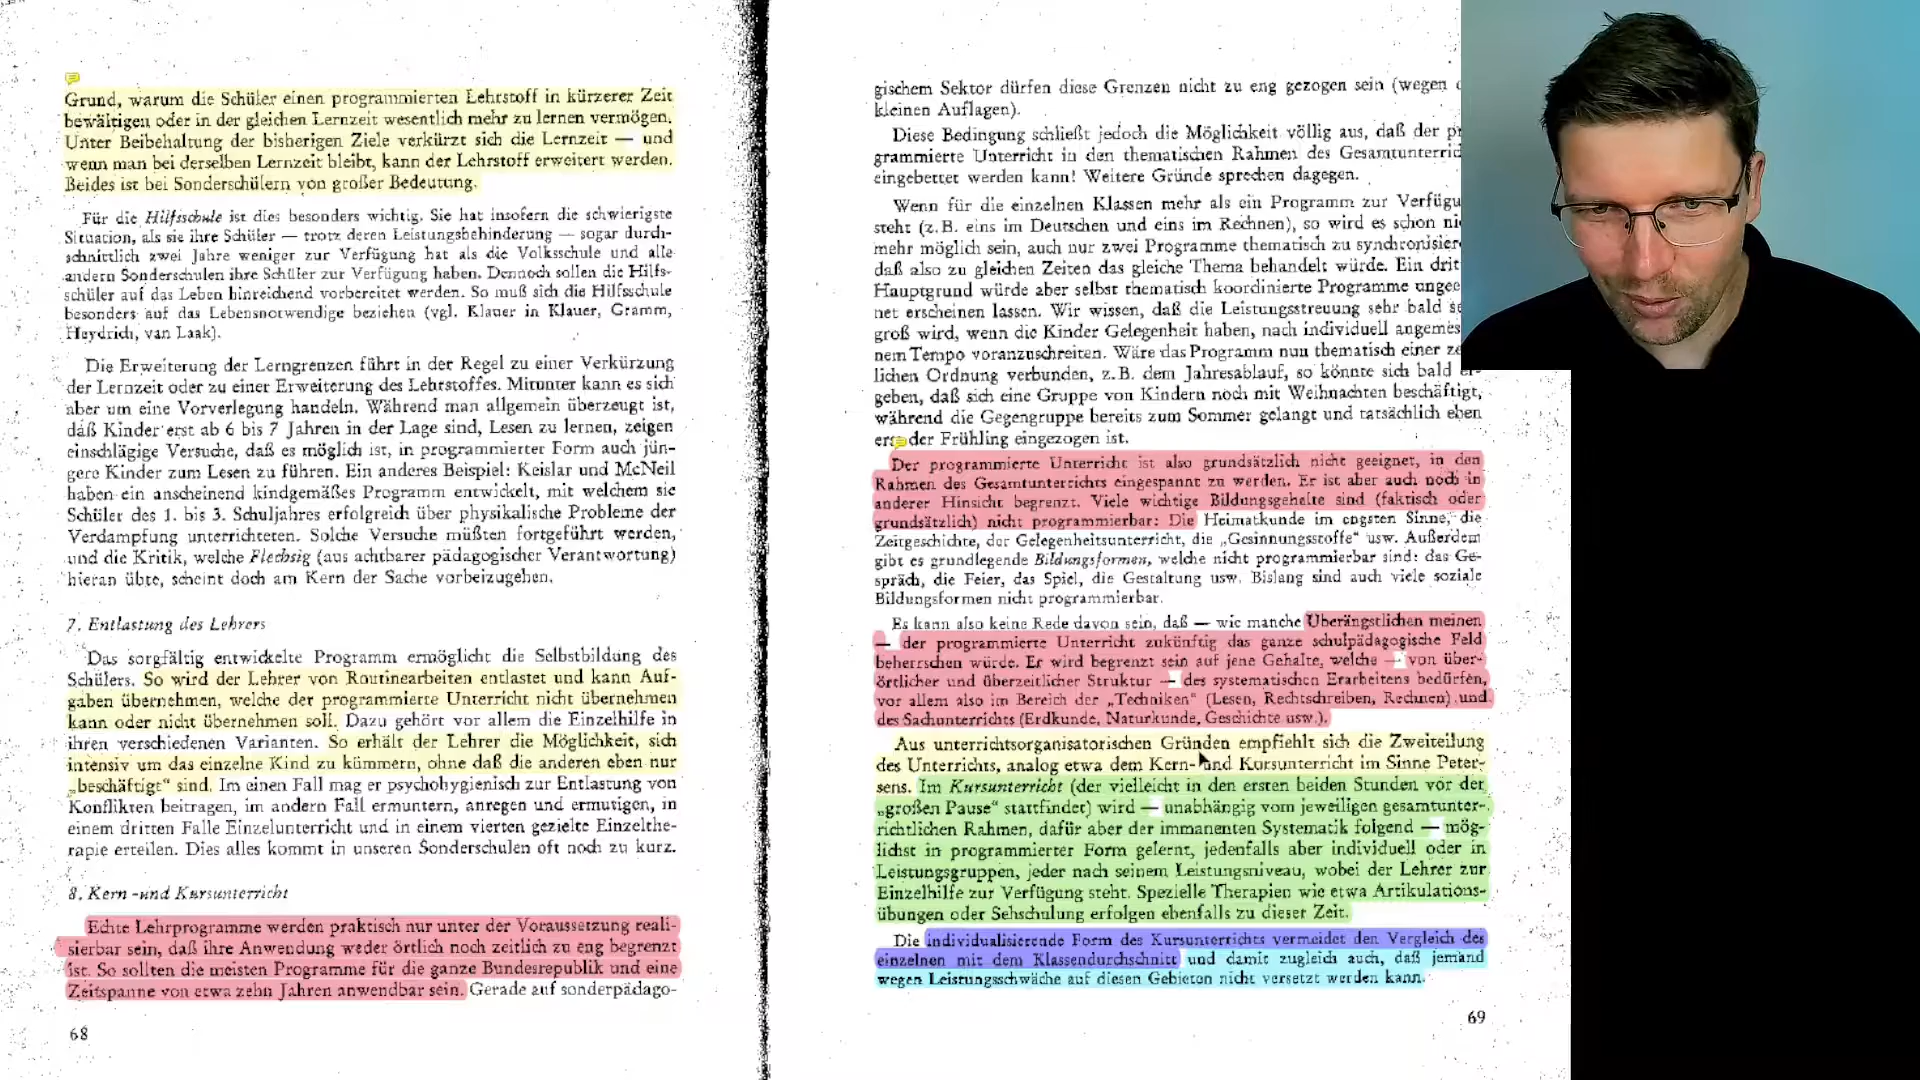 Grund, warum die Schüler einen programmierten Lehrstoff in kürzerer Zeit
bewältigen oder in der gleichen Lernzeit wesentlich mehr zu lernen vermögen.
Unter Beibehaltung der bisherigen Ziele verkürzt sich die Lernzeit — und
wenn man bei derselben Lernzeit bleibt, kann der Lehrstoff erweitert werden.
Beides ist bei Sonderschülern von großer Bedeutung.
Für die Hilfsschule ist dies besonders wichtig. Sie hat insofern die schwierigste
Situation, als sie ihre Schüler — trotz deren Leistungsbehinderung — sogar durch-
schnittlich zwei Jahre weniger zur Verfügung hat als die Volksschule und alle
andern Sonderschulen ihre Schüler zur Verfügung haben. Dennoch sollen die Hilfs-
schüler auf das Leben hinreichend vorbereitet werden. So muß sich die Hilfsschule
besonders auf das Lebensnotwendige beziehen (vgl. Klauer in Klauer, Gramm,
Heydrich, van Laak).
Die Erweiterung der Lerngrenzen führt in der Regel zu einer Verkürzung
der Lernzeit oder zu einer Erweiterung des Lehrstoffes. Mitunter kann es sich
aber um eine Vorverlegung handeln. Während man allgemein überzeugt ist,
daß Kinder erst ab 6 bis 7 Jahren in der Lage sind, Lesen zu lernen, zeigen
einschlägige Versuche, daß es möglich ist, in programmierter Form auch jün-
gere Kinder zum Lesen zu führen. Ein anderes Beispiel: Keislar und McNeil
haben ein anscheinend kindgemäßes Programm entwickelt, mit welchem sie
Schüler des 1. bis 3. Schuljahres erfolgreich über physikalische Probleme der
Verdampfung unterrichteten. Solche Versuche müßten fortgeführt werden,
und die Kritik, welche Flechsig (aus achtbarer pädagogischer Verantwortung)
hieran übte, scheint doch am Kern der Sache vorbeizugehen.
7. Entlastung des Lehrers
Das sorgfältig entwickelte Programm ermöglicht die Selbstbildung des
Schülers. So wird der Lehrer von Routinearbeiten entlastet und kann Auf-
gaben übernehmen, welche der programmierte Unterricht nicht übernehmen
kann oder nicht übernehmen soll. Dazu gehört vor allem die Einzelhilfe in
ihren verschiedenen Varianten. So erhält der Lehrer die Möglichkeit, sich
intensiv um das einzelne Kind zu kümmern, ohne daß die anderen eben nur
„beschäftigt“ sind. Im einen Fall mag er psychohygienisch zur Entlastung von
Konflikten beitragen, im andern Fall ermuntern, anregen und ermutigen, in
einem dritten Falle Einzelunterricht und in einem vierten gezielte Einzelthe-
rapie erteilen. Dies alles kommt in unseren Sonderschulen oft noch zu kurz.
8. Kern -und Kursunterricht
Echte Lehrprogramme werden praktisch nur unter der Voraussetzung reali-
sierbar sein, daß ihre Anwendung weder örtlich noch zeitlich zu eng begrenzt
ist. So sollten die meisten Programme für die ganze Bundesrepublik und eine
Zeitspanne von etwa zehn Jahren anwendbar sein. Gerade auf sonderpädago-
68
gischem Sektor dürfen diese Grenzen nicht zu eng gezogen sein (wegen
kleinen Auflagen).
Diese Bedingung schließt jedoch die Möglichkeit völlig aus, daß der
grammierte Unterricht in den thematischen Rahmen des Gesamtunterric
eingebettet werden kann! Weitere Gründe sprechen dagegen.
Wenn für die einzelnen Klassen mehr als ein Programm zur Verfügu
steht (z. B. eins im Deutschen und eins im Rechnen), so wird es schon ni
mehr möglich sein, auch nur zwei Programme thematisch zu synchronisier
daß also zu gleichen Zeiten das gleiche Thema behandelt würde. Ein drit
Hauptgrund würde aber selbst thematisch koordinierte Programme ungee
net erscheinen lassen. Wir wissen, daß die Leistungsstreuung sehr bald s
groß wird, wenn die Kinder Gelegenheit haben, nach individuell angemes
nem Tempo voranzuschreiten. Wäre das Programm nun thematisch einer ze
lichen Ordnung verbunden, z. B. dem Jahresablauf, so könnte sich bald er-
geben, daß sich eine Gruppe von Kindern noch mit Weihnachten beschäftigt,
während die Gegengruppe bereits zum Sommer gelangt und tatsächlich eben
erst der Frühling eingezogen ist.
Der programmierte Unterricht ist also grundsätzlich nicht geeignet, in den
Rahmen des Gesamtunterrichts eingespannt zu werden. Er ist aber auch noch in
anderer Hinsicht begrenzt. Viele wichtige Bildungsgehalte sind (faktisch oder
grundsätzlich) nicht programmierbar: Die Heimatkunde im engsten Sinne, die
Zeitgeschichte, der Gelegenheitsunterricht, die „Gesinnungsstoffe“ usw. Außerdem
gibt es grundlegende Bildungsformen, welche nicht programmierbar sind: das Ge-
spräch, die Feier, das Spiel, die Gestaltung usw. Bislang sind auch viele soziale
Bildungsformen nicht programmierbar.
Es kann also keine Rede davon sein, daß — wie manche Überängstlichen meinen
— der programmierte Unterricht zukünftig das ganze schulpädagogische Feld
beherrschen würde. Er wird begrenzt sein auf jene Gehalte, welche — von über-
örtlicher und überzeitlicher Struktur — des systematischen Erarbeitens bedürfen,
vor allem also im Bereich der „Techniken“ (Lesen, Rechtschreiben, Rechnen) und
des Sachunterrichts (Erdkunde, Naturkunde, Geschichte usw.).
Aus unterrichtsorganisatorischen Gründen empfiehlt sich die Zweiteilung
des Unterrichts, analog etwa dem Kern- und Kursunterricht im Sinne Peter-
sens. Im Kursunterricht (der vielleicht in den ersten beiden Stunden vor der
„großen Pause“ stattfindet) wird — unabhängig vom jeweiligen gesamtunter-
richtlichen Rahmen, dafür aber der immanenten Systematik folgend — mög-
lichst in programmierter Form gelernt, jedenfalls aber individuell oder in
Leistungsgruppen, jeder nach seinem Leistungsniveau, wobei der Lehrer zur
Einzelhilfe zur Verfügung steht. Spezielle Therapien wie etwa Artikulations-
übungen oder Sehschulung erfolgen ebenfalls zu dieser Zeit.
Die individualisierende Form des Kursunterrichts vermeidet den Vergleich des
einzelnen mit dem Klassendurchschnitt und damit zugleich auch, daß jemand
wegen Leistungsschwäche auf diesen Gebieten nicht versetzt werden kann.
69